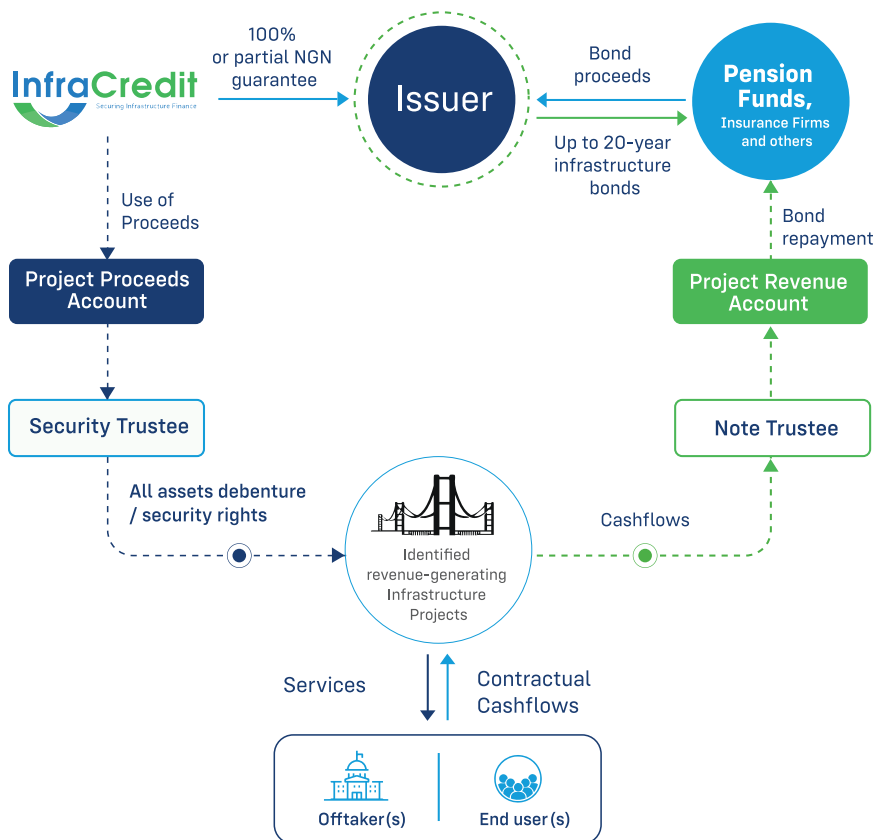 InfraCredit
Securing Infrastructure Finance
100%
or partial NGN
guarantee
Issuer
Bond
proceeds
Up to 20-year
infrastructure
bonds
Pension
Funds,
Insurance Firms
and others
Use of
Proceeds
Bond
repayment
Project Proceeds
Account
Project Revenue
Account
Security Trustee
Note Trustee
All assets debenture
/ security rights
Cashflows
Identified
revenue-generating
Infrastructure
Projects
Services
Contractual
Cashflows
Offtaker(s)
End user(s)